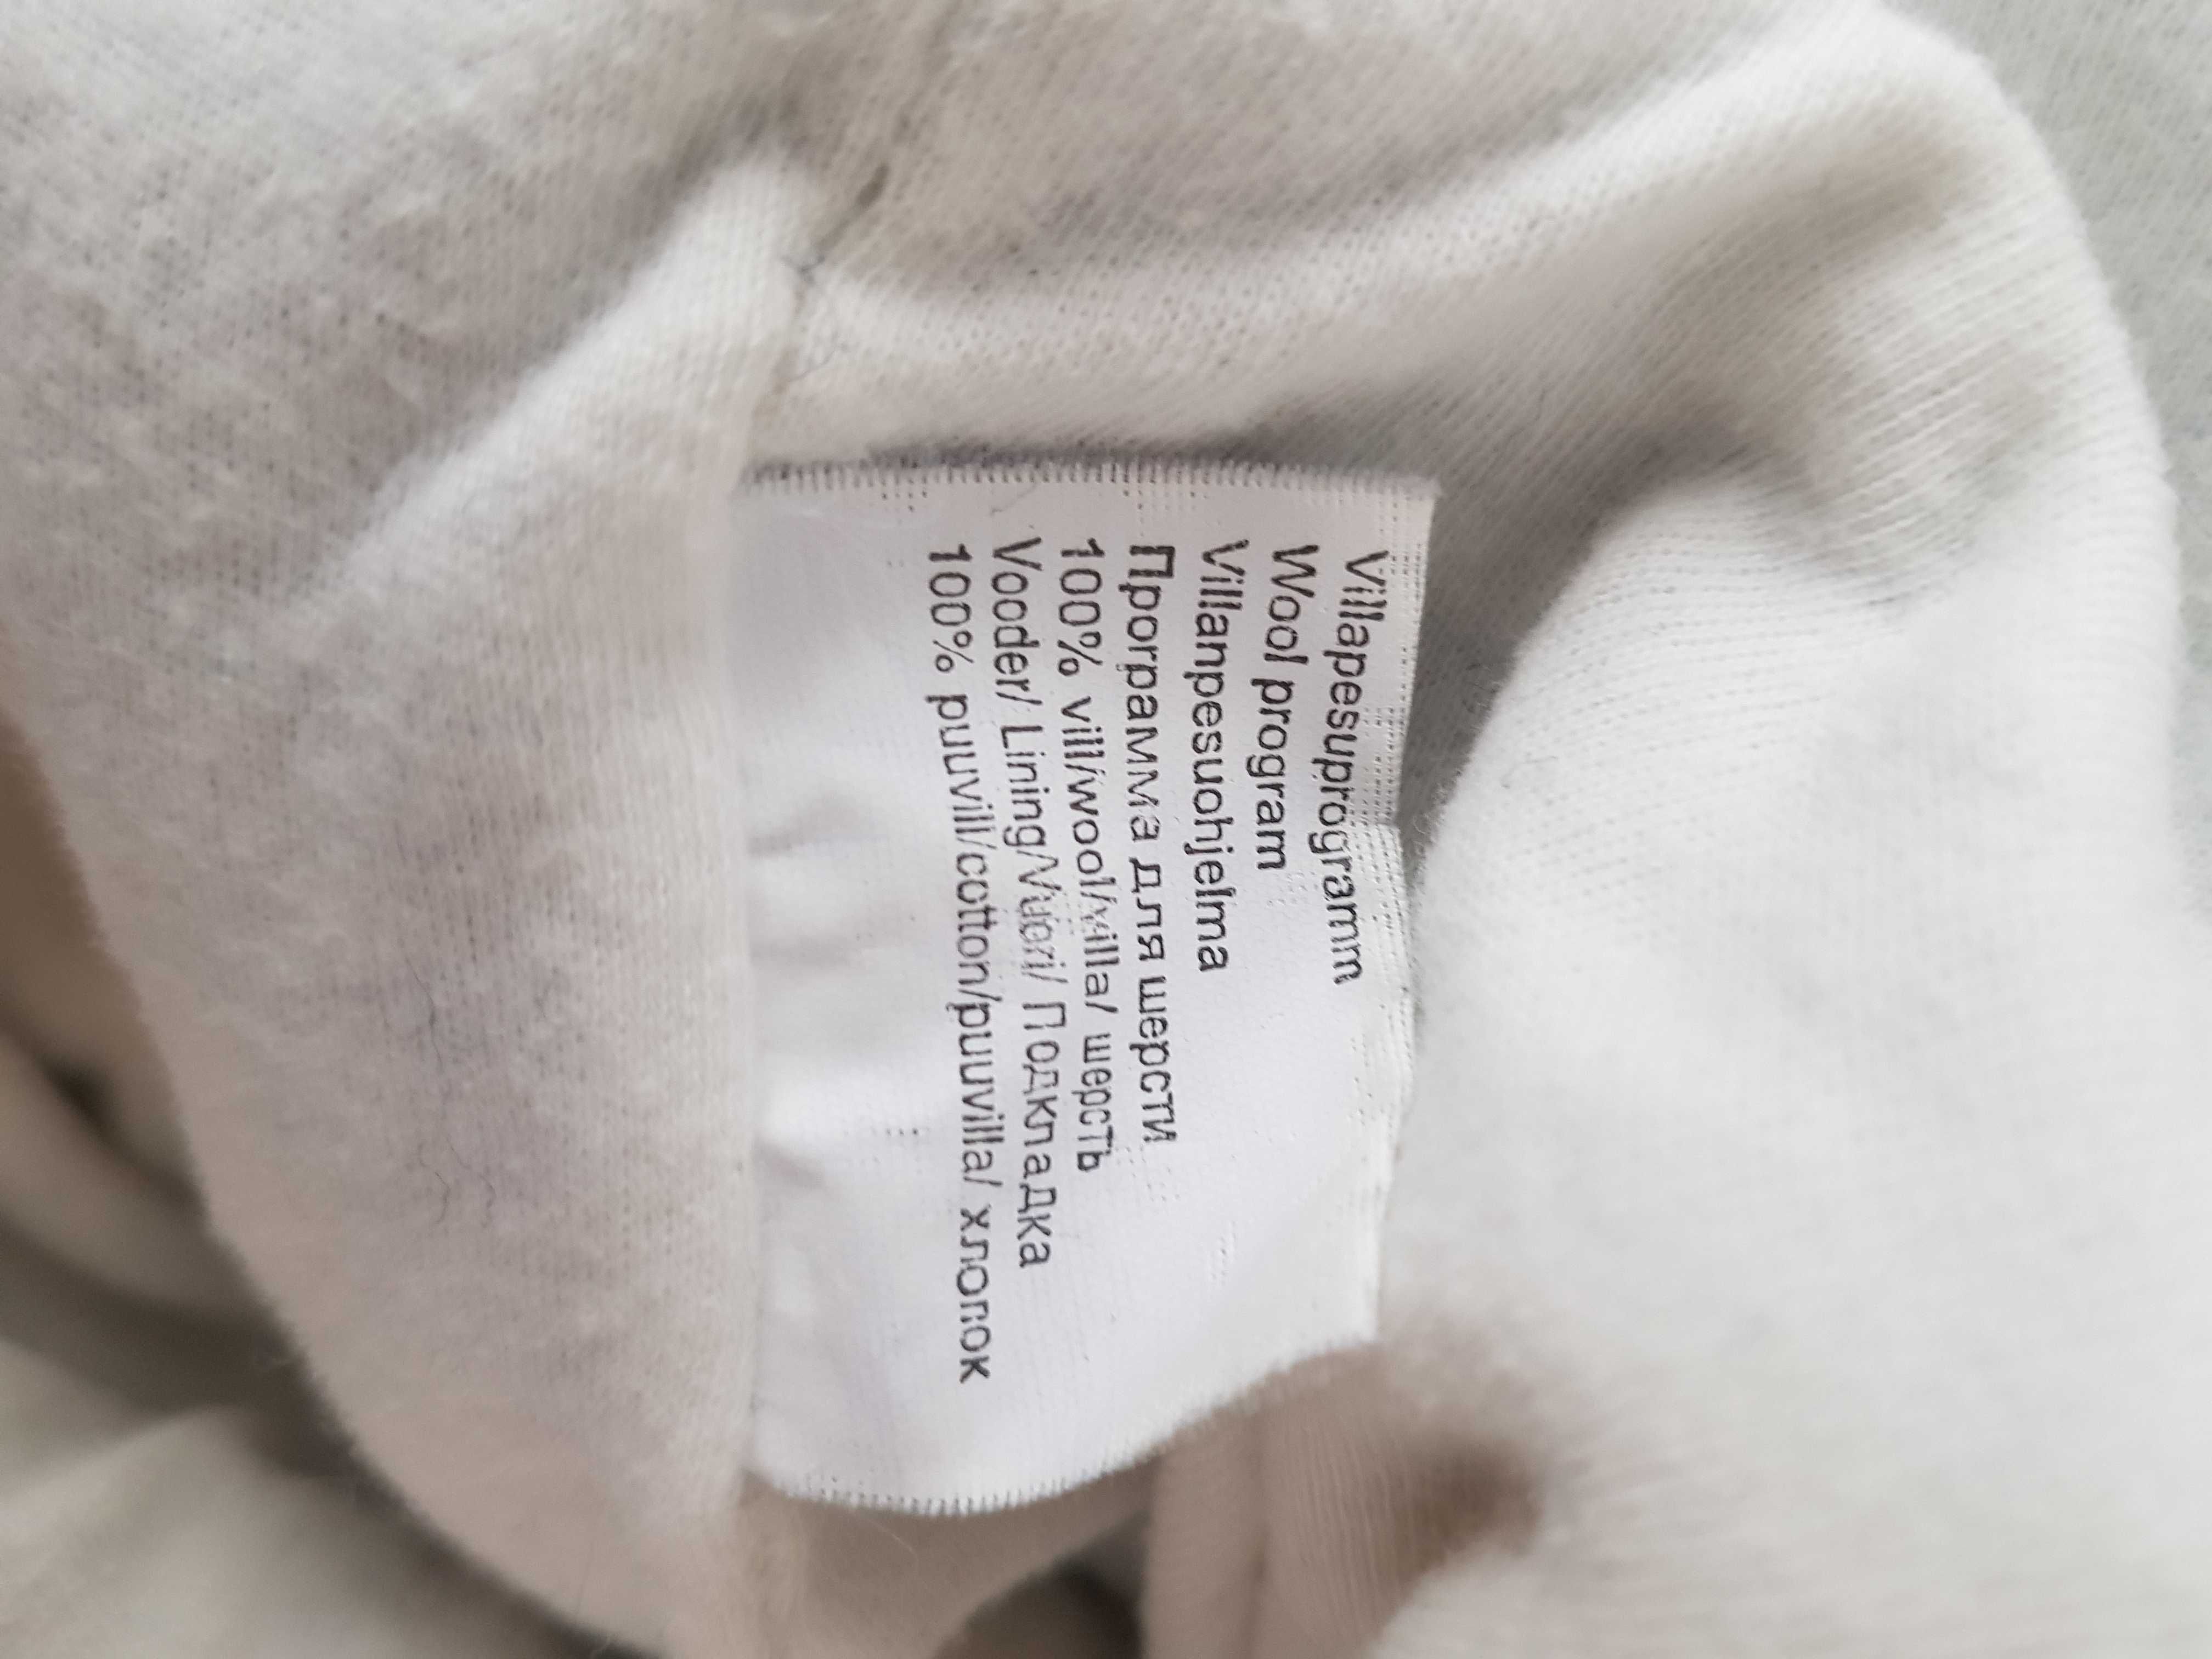 Villapesuprogramm
Wool program
Villanpesuohjelma
Программа для шерсти
100% vill/wool/villa/ шерсть
Vooder/ Lining/Vuori/ Подкладка
100% puuvill/cotton/puuvilla/ хлопок